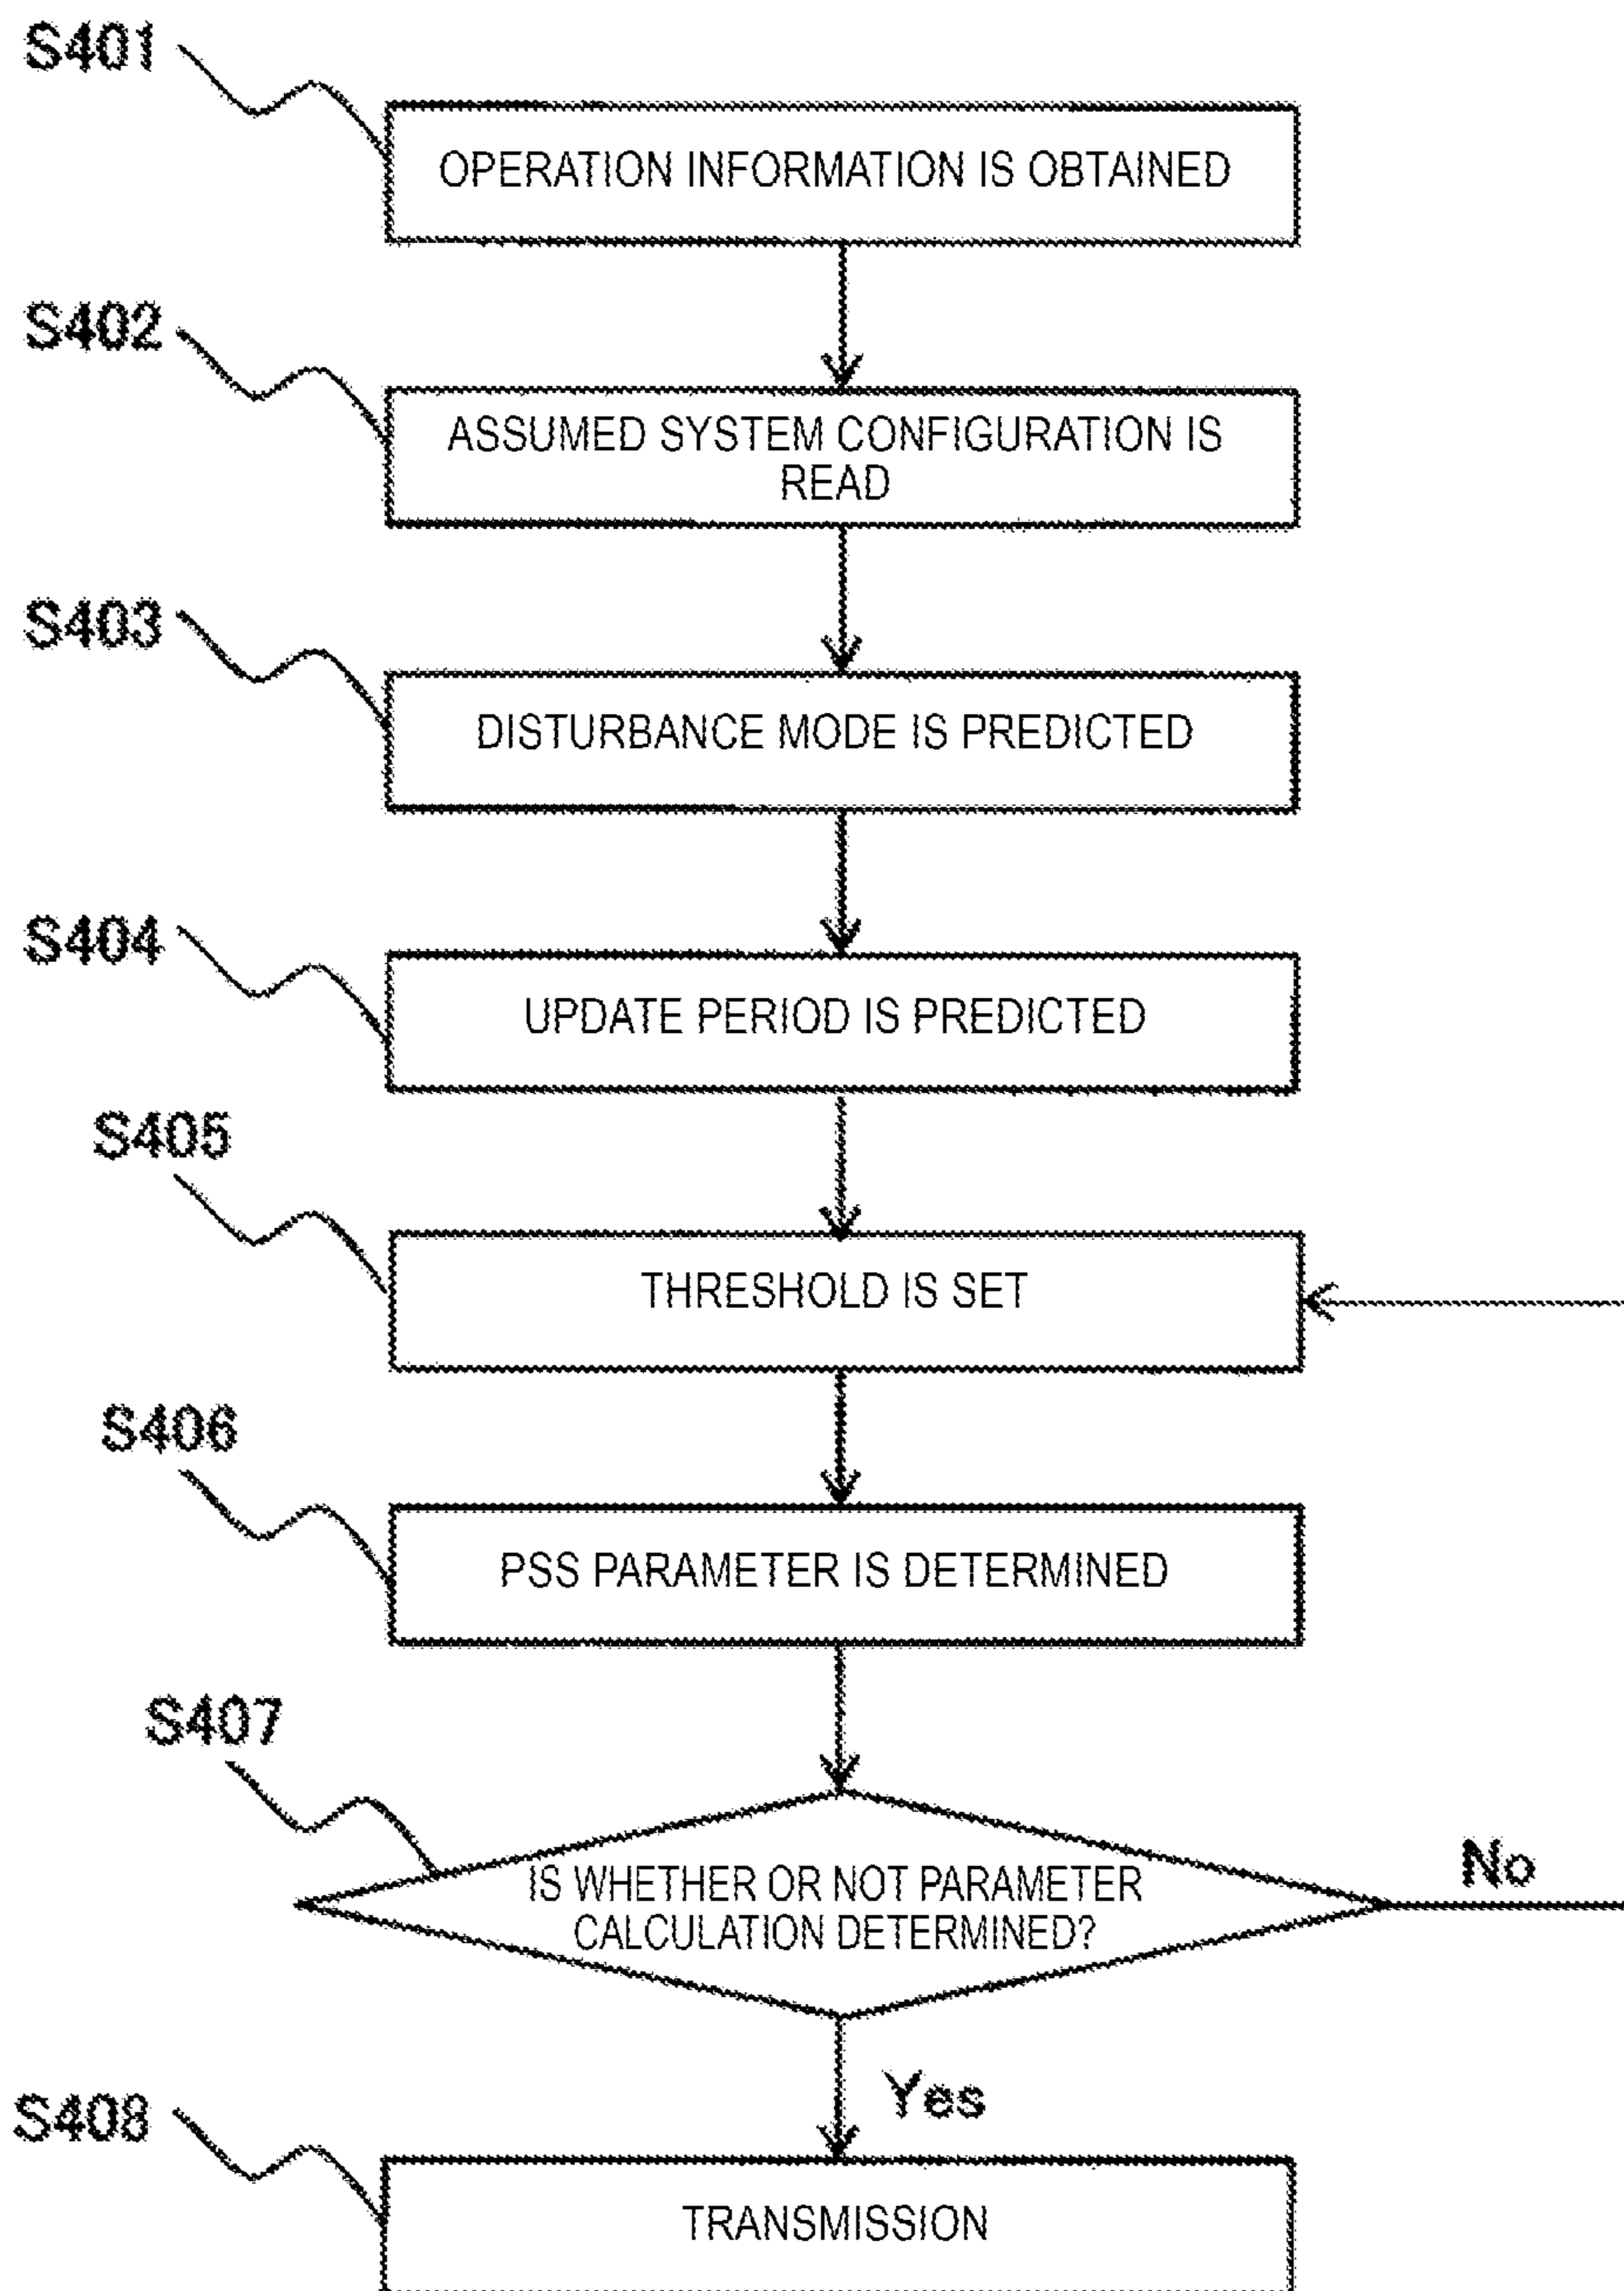 S401
OPERATION INFORMATION IS OBTAINED
S402
ASSUMED SYSTEM CONFIGURATION IS
READ
S403
DISTURBANCE MODE IS PREDICTED
S404
UPDATE PERIOD IS PREDICTED
S405
THRESHOLD IS SET
S406
PSS PARAMETER IS DETERMINED
S407
IS WHETHER OR NOT PARAMETER
CALCULATION DETERMINED?
No
Yes
S408
TRANSMISSION